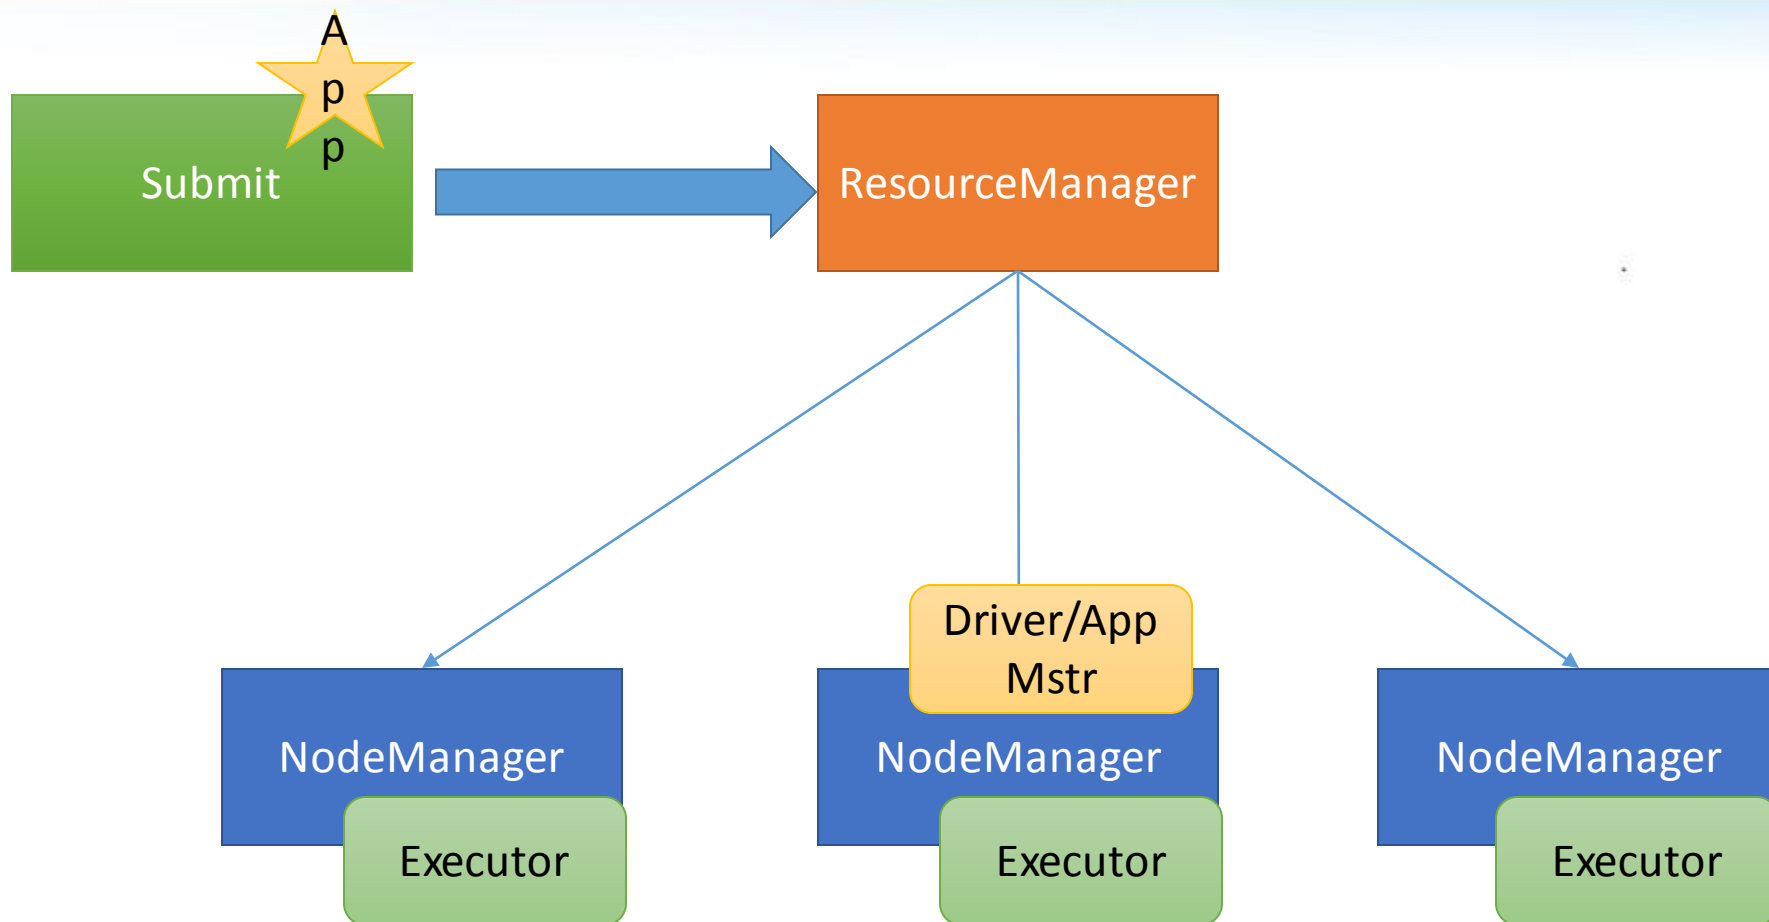 A
p
p
Submit
ResourceManager
Driver/App
Mstr
NodeManager
NodeManager
NodeManager
Executor
Executor
Executor